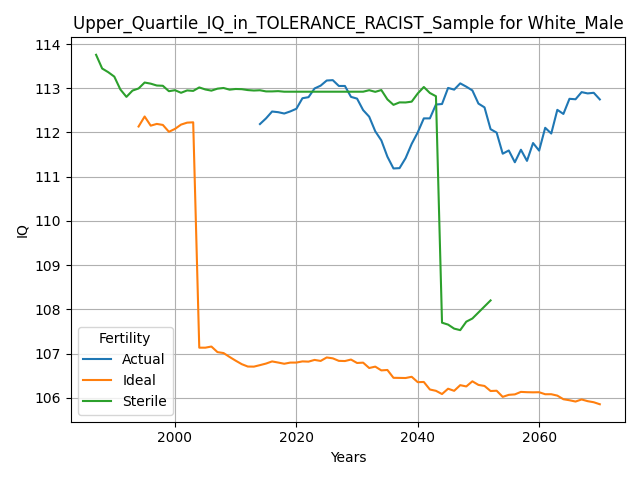 Upper_Quartile_IQ_in_TOLERANCE_RACIST_Sample for White_Male
114
113
112
111
110
109
108
107
106
IQ
Fertility
Actual
Ideal
Sterile
2000 2020 2040 2060
Years